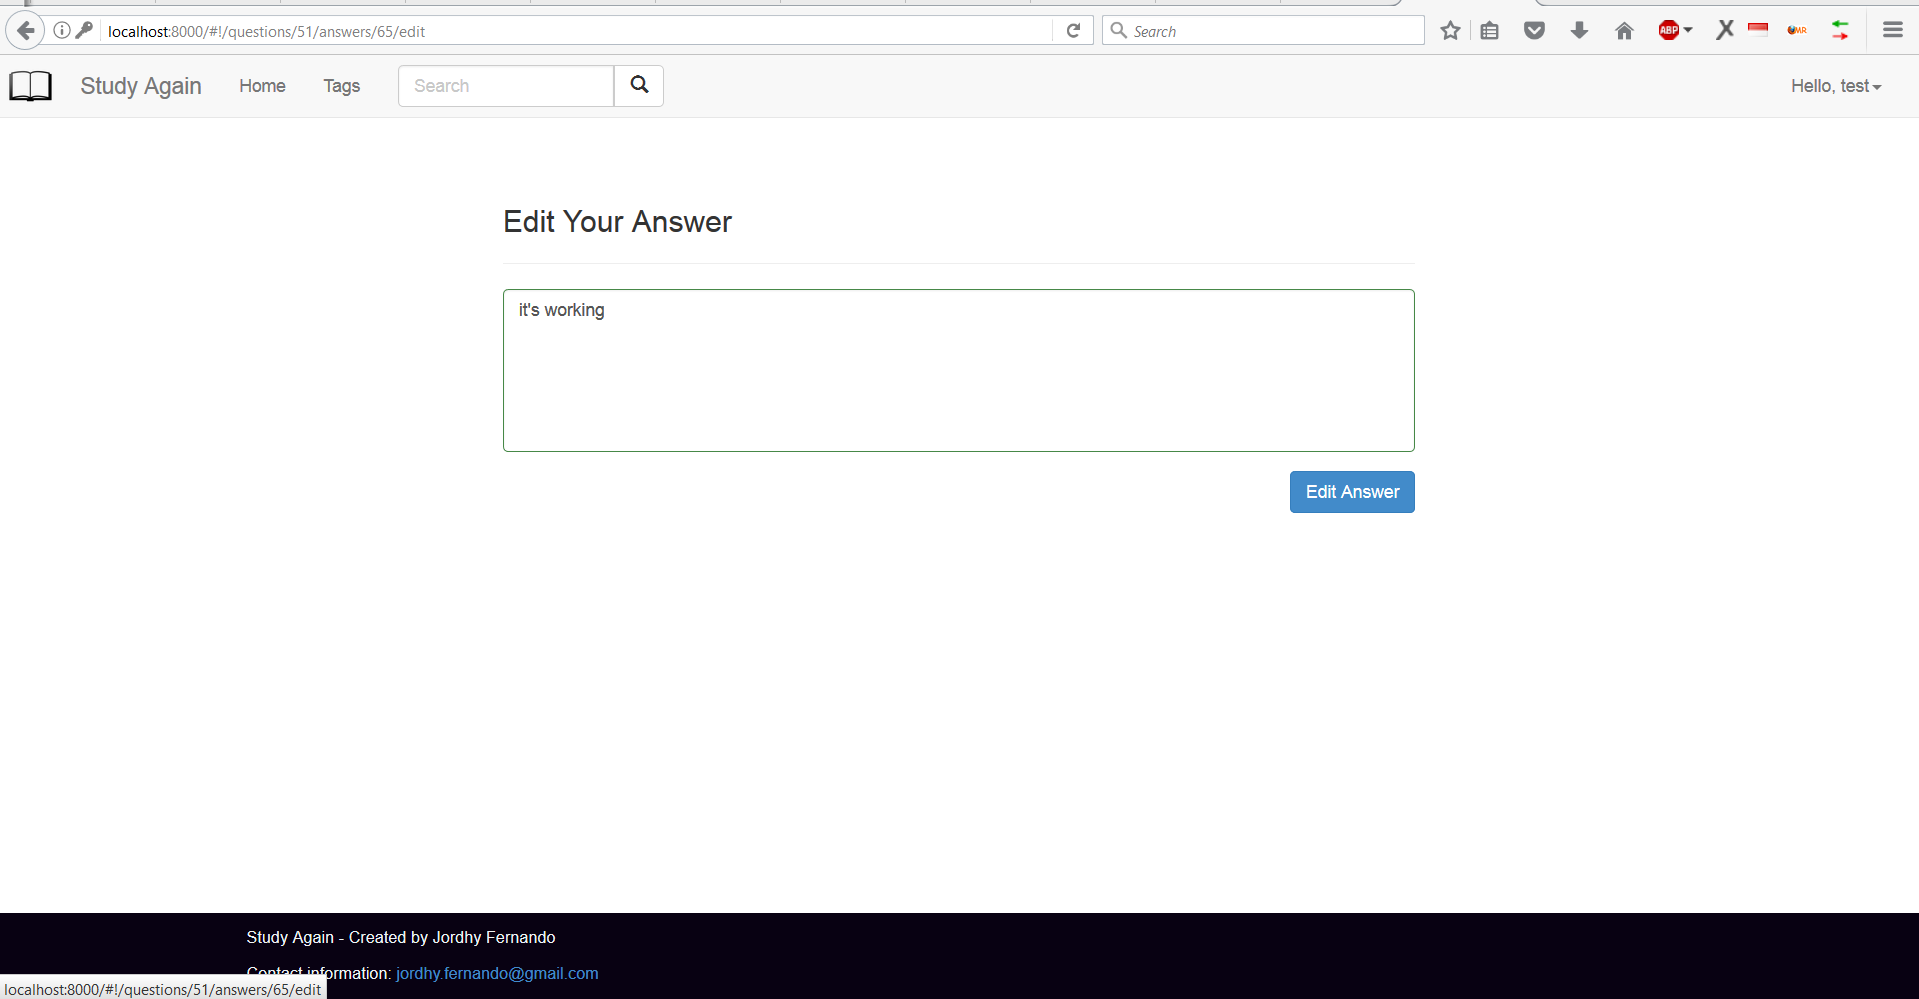 localhost:8000/#!/questions/51/answers/65/edit
Search
ABP
MR
Study Again Home Tags Search Hello, test
Edit Your Answer
it's working
Edit Answer
Study Again - Created by Jordhy Fernando
Contact information: jordhy.fernando@gmail.com
localhost:8000/#!/questions/51/answers/65/edit